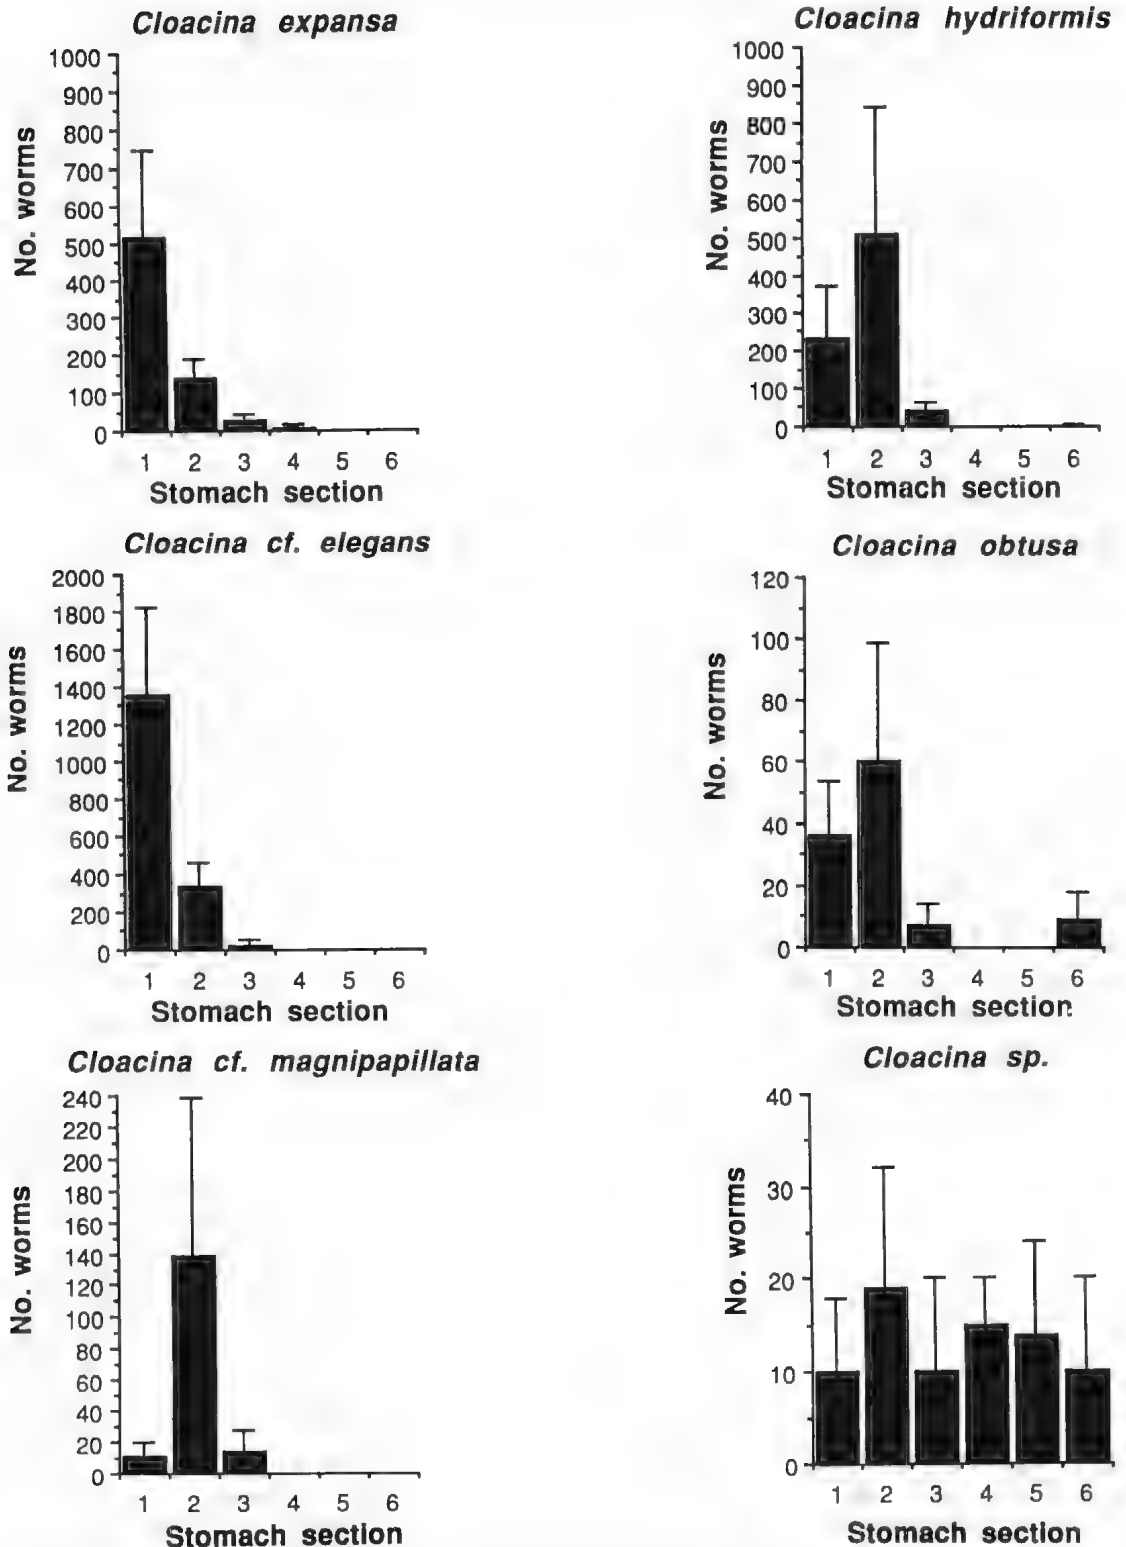 Cloacina expansa
1000
900
800
700
600
500
400
300
200
100
0
No. worms
1 2 3 4 5 6
Stomach section
Cloacina hydriformis
1000
900
800
700
600
500
400
300
200
100
0
No. worms
1 2 3 4 5 6
Stomach section
Cloacina cf. elegans
2000
1800
1600
1400
1200
1000
800
600
400
200
0
No. worms
1 2 3 4 5 6
Stomach section
Cloacina obtusa
120
100
80
60
40
20
0
No. worms
1 2 3 4 5 6
Stomach section
Cloacina cf. magnipapillata
240
220
200
180
160
140
120
100
80
60
40
20
0
No. worms
1 2 3 4 5 6
Stomach section
Cloacina sp.
40
30
20
10
0
No. worms
1 2 3 4 5 6
Stomach section